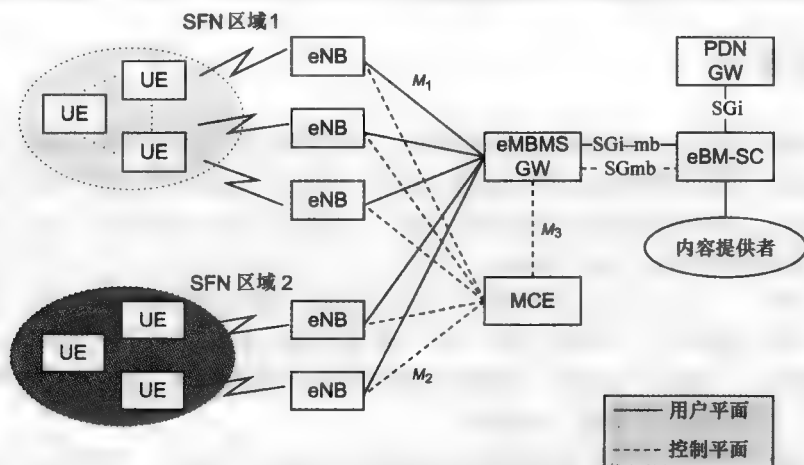 SFN 区域1
UE
UE
UE
eNB
eNB
eNB
M1
eMBMS
GW
SGi-mb
SGmb
PDN
GW
SGi
eBM-SC
内容提供者
M3
MCE
SFN 区域 2
UE
UE
UE
eNB
eNB
M2
用户平面
控制平面